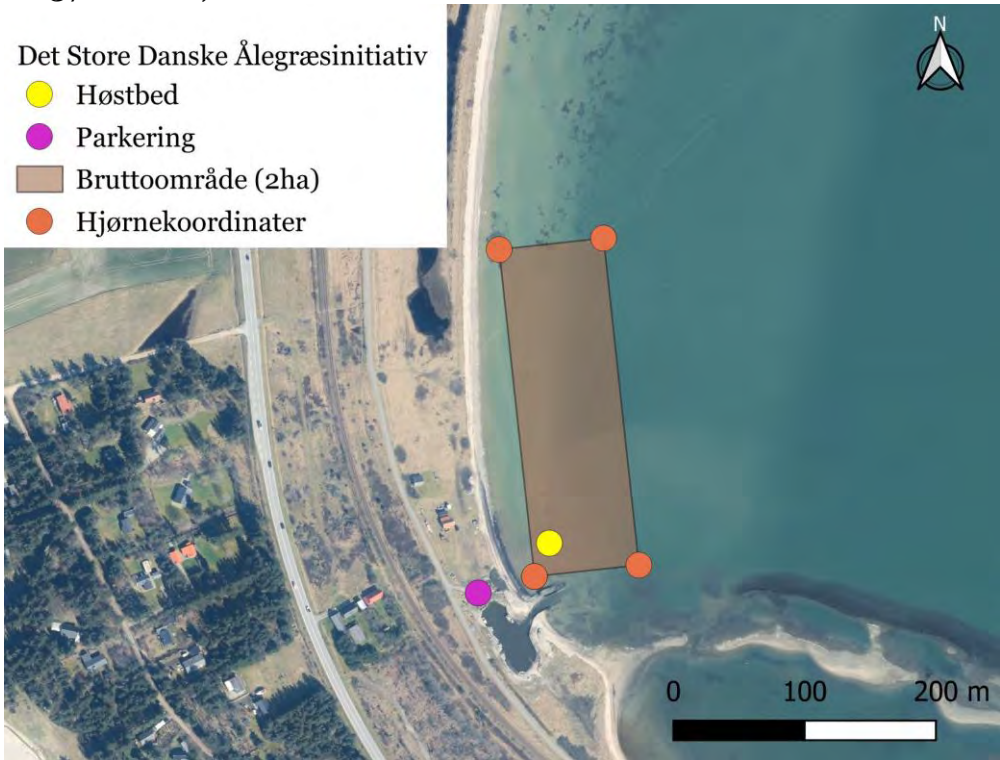 Det Store Danske Ålegræsinitiativ
Høstbed
Parkering
Bruttoområde (2ha)
Hjørnekoordinater
N
0 100 200 m